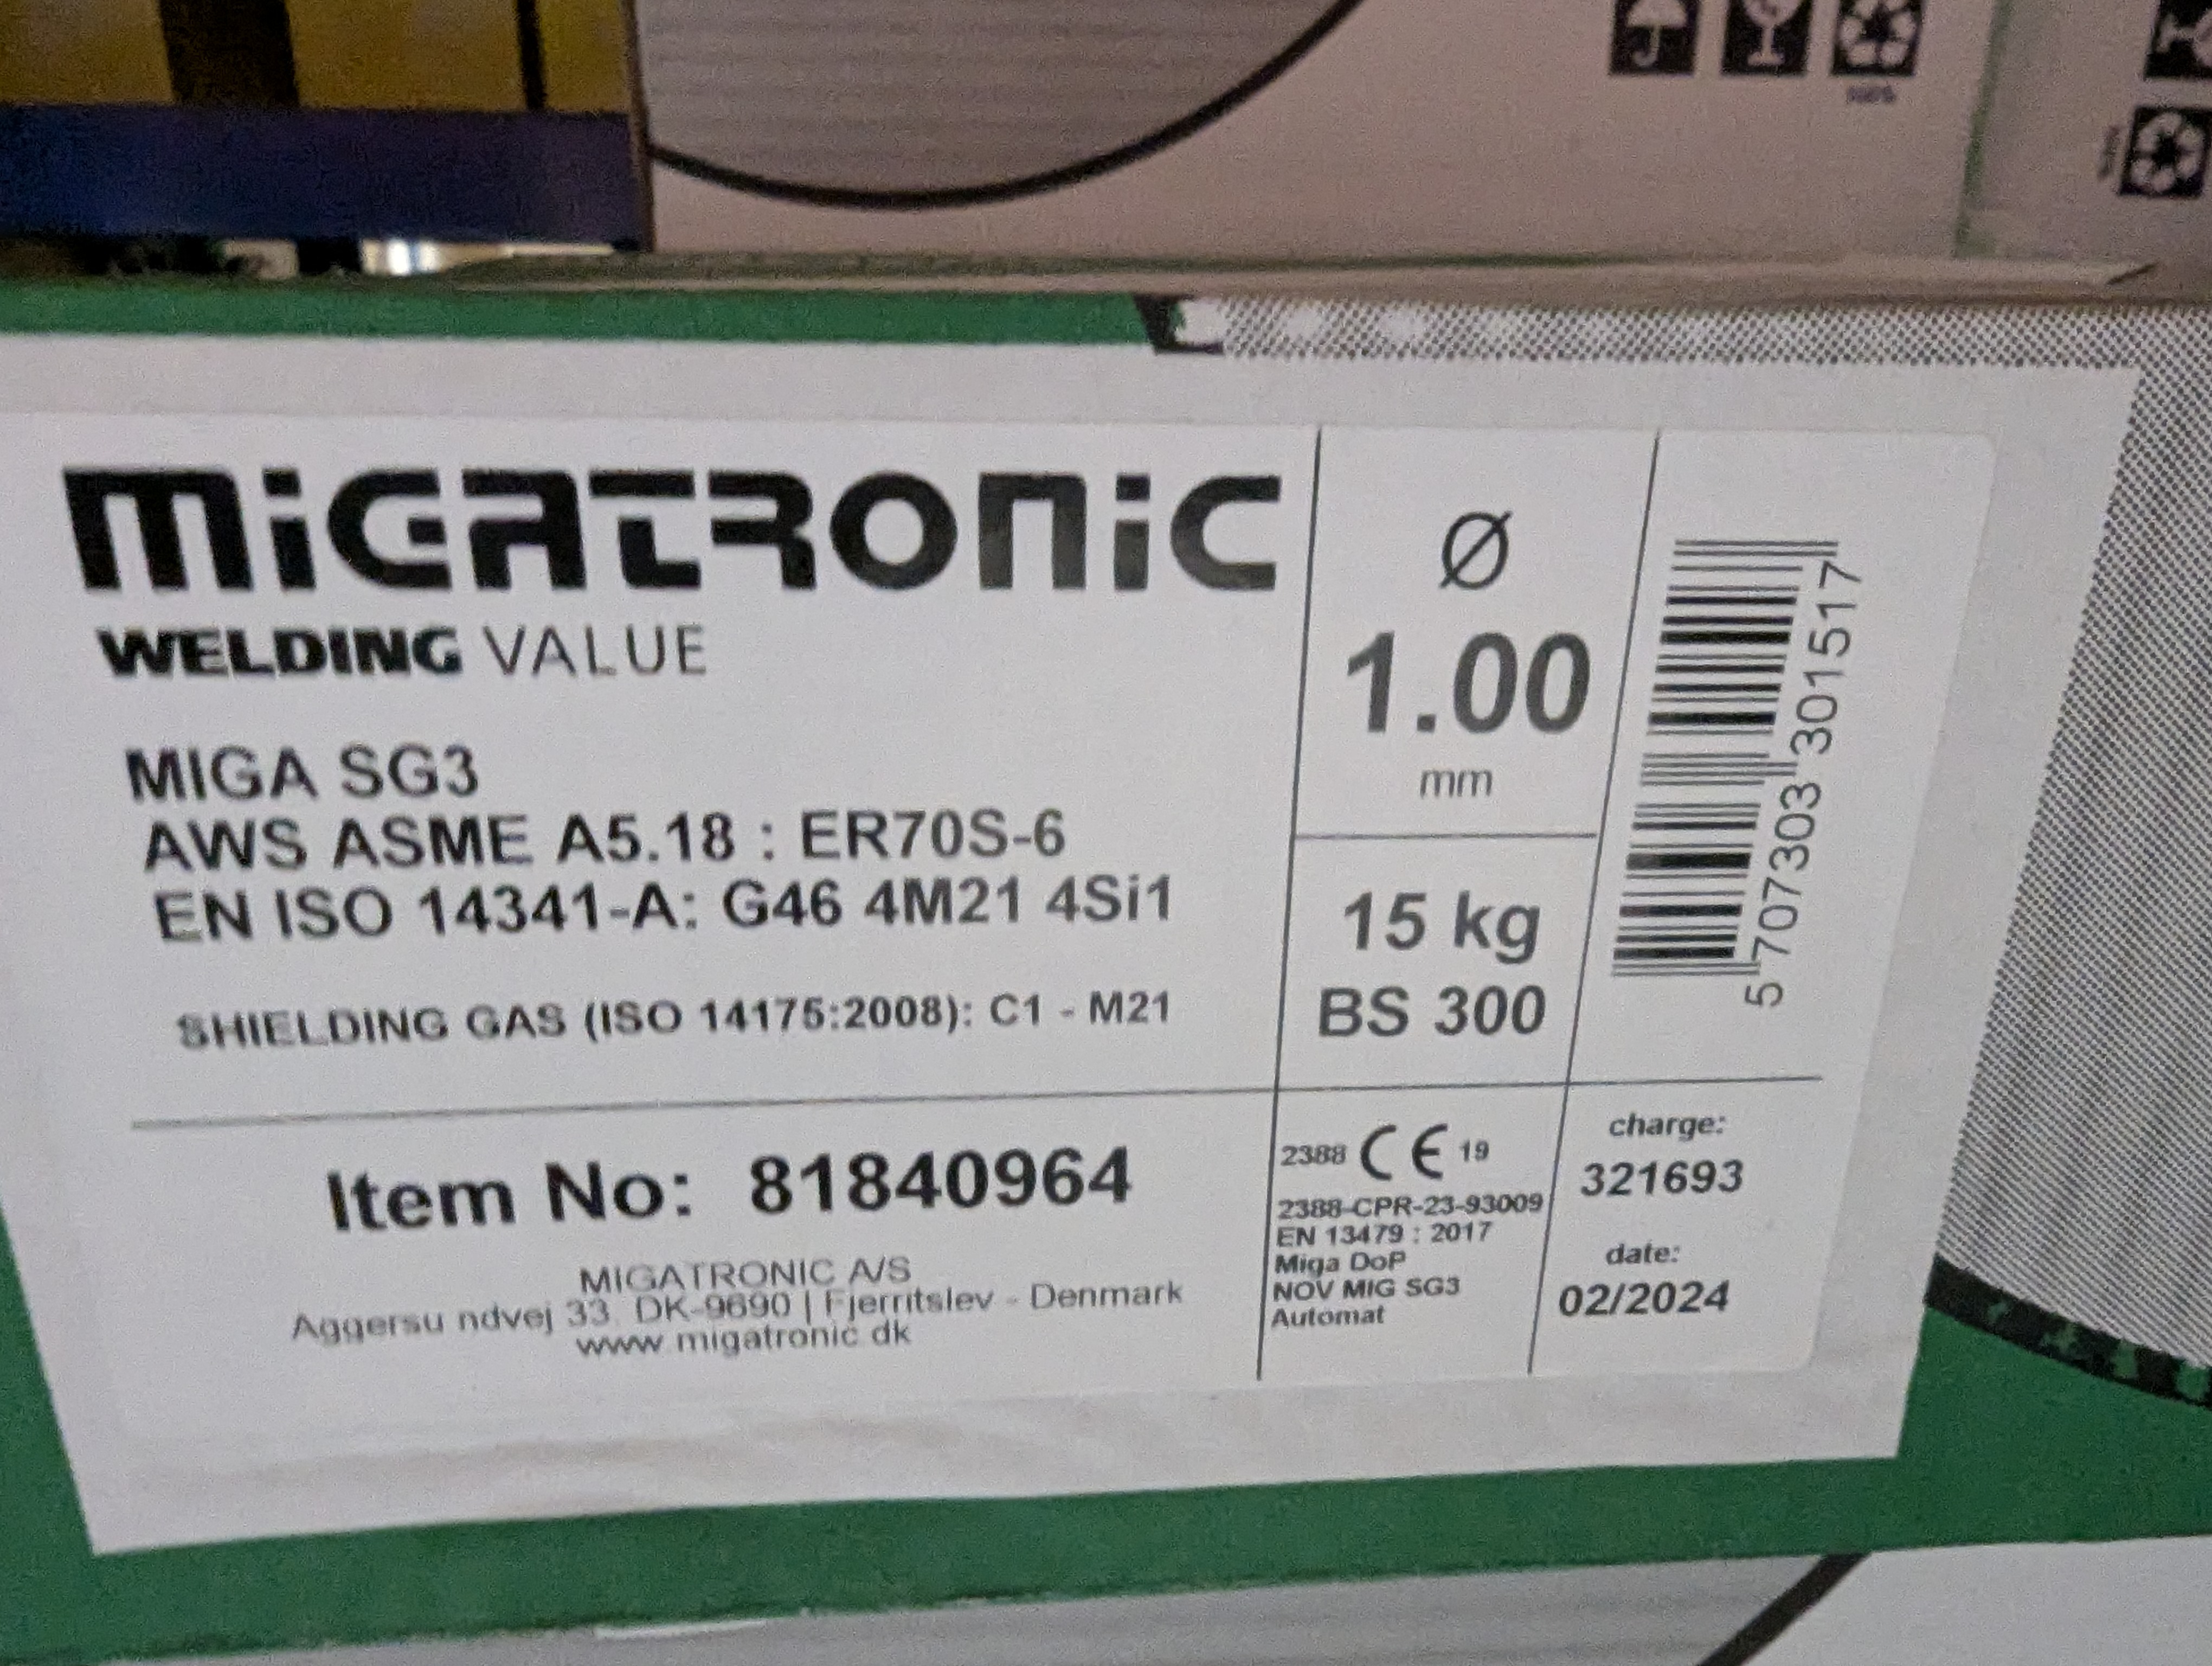 MIGATRONIC
WELDING VALUE
MIGA SG3
AWS ASME A5.18 : ER70S-6
EN ISO 14341-A: G46 4M21 4Si1
SHIELDING GAS (ISO 14175:2008): C1 - M21
Ø
1.00
mm
15 kg
BS 300
5 707303 301517
Item No: 81840964
MIGATRONIC A/S
Aggersu ndvej 33. DK-9690 | Fjerritslev - Denmark
www.migatronic.dk
2388 CE 19
2388-CPR-23-93009
EN 13479 : 2017
Miga DoP
NOV MIG SG3
Automat
charge:
321693
date:
02/2024